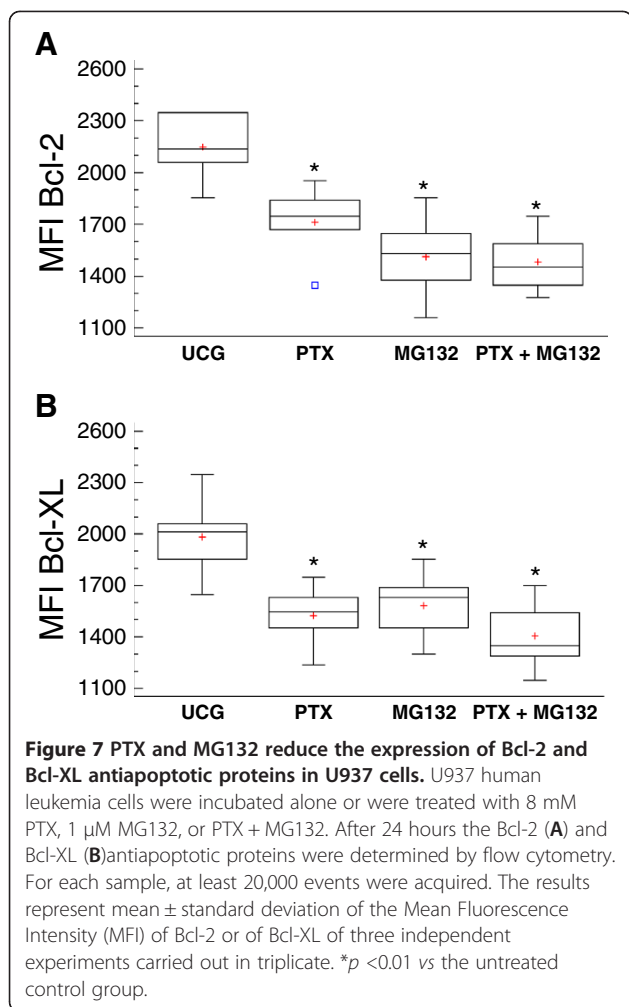 A
2600
2300
2000
1700
1400
1100
MFI Bcl-2
* * *
UCG PTX MG132 PTX + MG132
B
2600
2300
2000
1700
1400
1100
MFI Bcl-XL
* * *
UCG PTX MG132 PTX + MG132
Figure 7 PTX and MG132 reduce the expression of Bcl-2 and
Bcl-XL antiapoptotic proteins in U937 cells. U937 human
leukemia cells were incubated alone or were treated with 8 mM
PTX, 1 μM MG132, or PTX + MG132. After 24 hours the Bcl-2 (A) and
Bcl-XL (B)antiapoptotic proteins were determined by flow cytometry.
For each sample, at least 20,000 events were acquired. The results
represent mean ± standard deviation of the Mean Fluorescence
Intensity (MFI) of Bcl-2 or of Bcl-XL of three independent
experiments carried out in triplicate. *p <0.01 vs the untreated
control group.